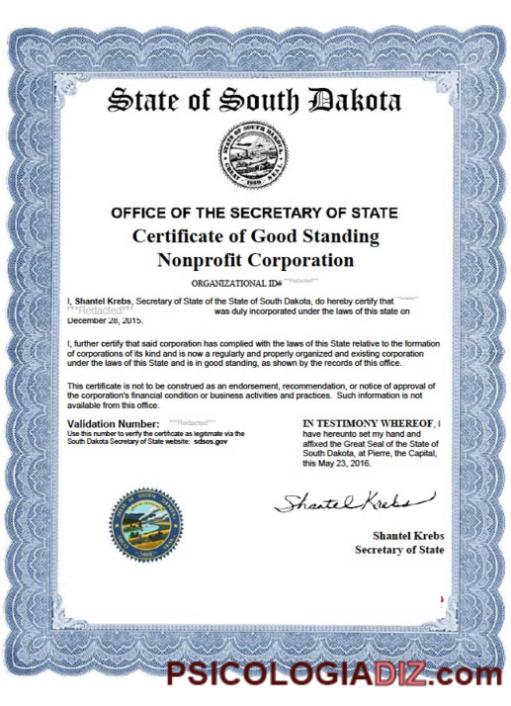 State of South Dakota
STATE OF SOUTH DAKOTA
GREAT SEAL
OFFICE OF THE SECRETARY OF STATE
Certificate of Good Standing
Nonprofit Corporation
ORGANIZATIONAL ID# ***Redacted***
I, Shantel Krebs, Secretary of State of the State of South Dakota, do hereby certify that
***Redacted*** was duly incorporated under the laws of this state on
December 28, 2015.
I, further certify that said corporation has complied with the laws of this State relative to the formation
of corporations of its kind and is now a regularly and properly organized and existing corporation
under the laws of this State and is in good standing, as shown by the records of this office.
This certificate is not to be construed as an endorsement, recommendation, or notice of approval of
the corporation's financial condition or business activities and practices. Such information is not
available from this office.
Validation Number: ***Redacted***
Use this number to verify the certificate as legitimate via the
South Dakota Secretary of State website: sdsos.gov
IN TESTIMONY WHEREOF, I
have hereunto set my hand and
affixed the Great Seal of the State of
South Dakota, at Pierre, the Capital,
this May 23, 2016.
Shantel Krebs
Shantel Krebs
Secretary of State
PSICOLOGIADIZ.com